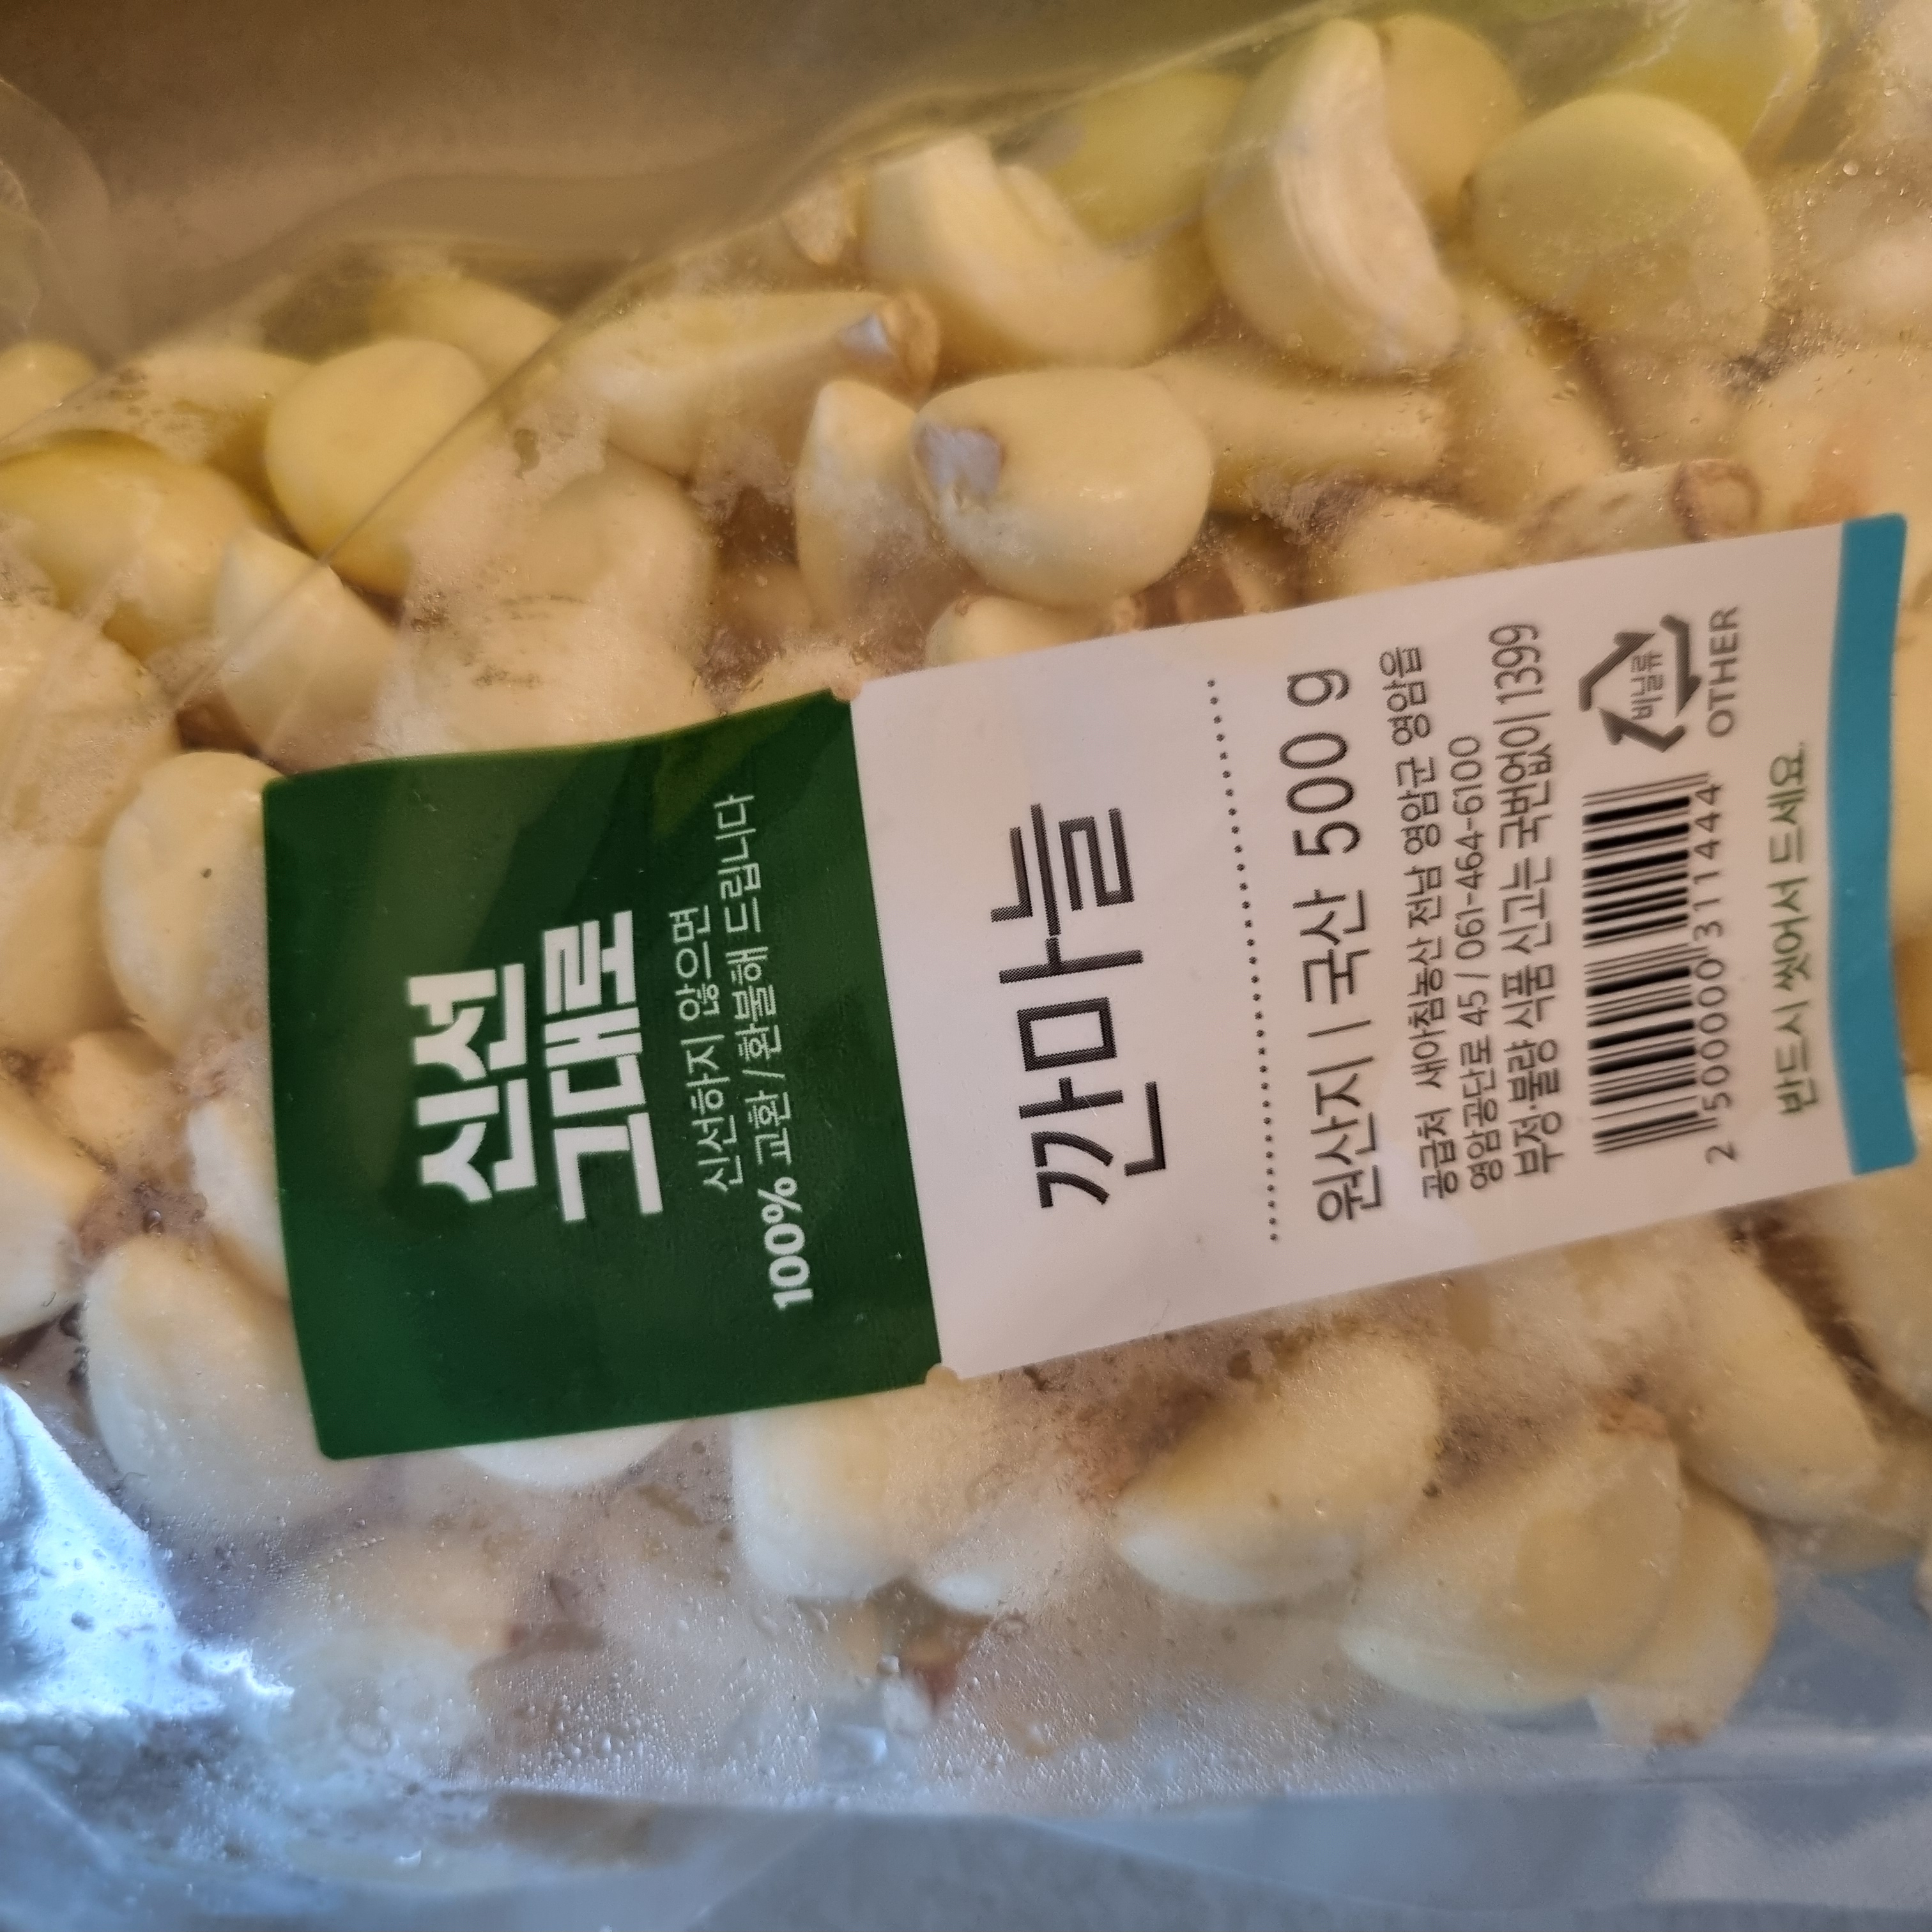 신선
그대로
신선하지 않으면
100% 교환/환불해 드립니다
깐마늘
원산지 | 국산 500 g
공급처 새아침농산 전남 영암군 영암읍
영암공단로 45 / 061-464-6100
부정·불량 식품 신고는 국번없이 1399
비닐류
OTHER
2 500000 311444
반드시 씻어서 드세요.